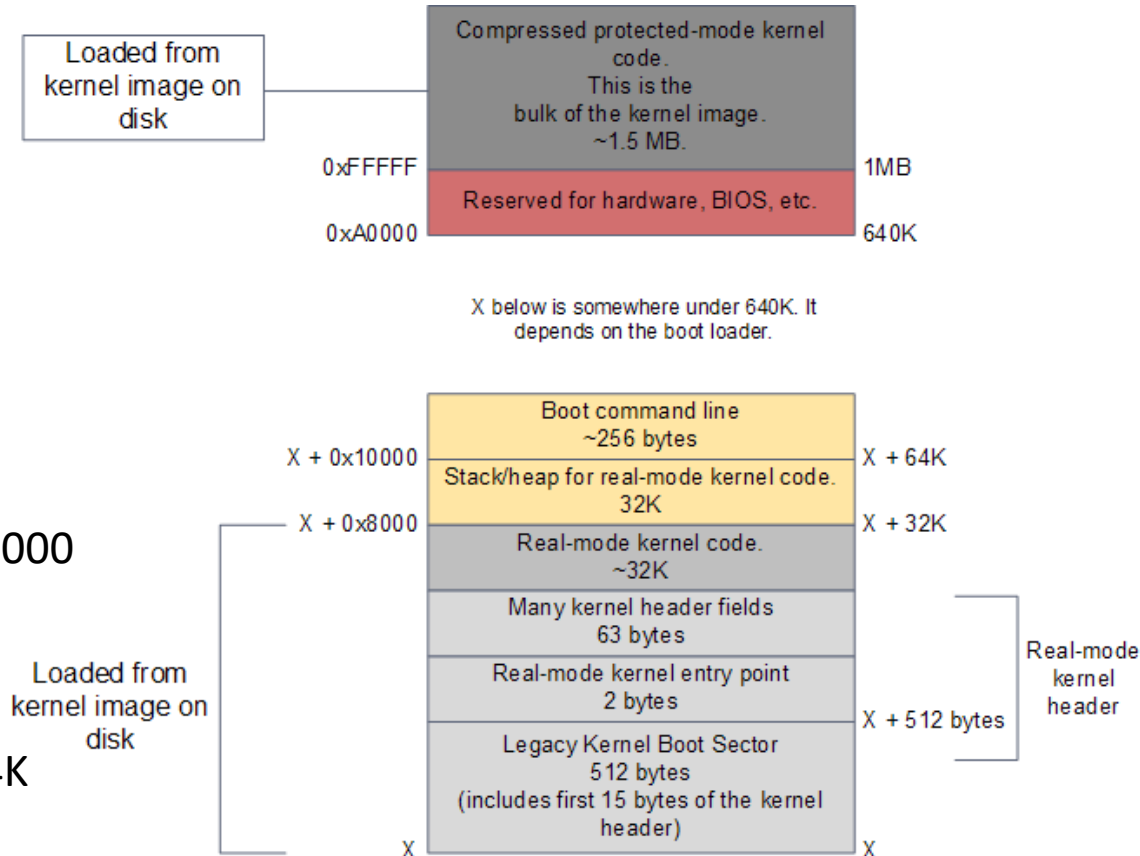 Loaded from
kernel image on
disk
Compressed protected-mode kernel
code.
This is the
bulk of the kernel image.
~1.5 MB.
0xFFFFF
1MB
Reserved for hardware, BIOS, etc.
0xA0000
640K
X below is somewhere under 640K. It
depends on the boot loader.
Boot command line
~256 bytes
X + 0x10000
X + 64K
Stack/heap for real-mode kernel code.
32K
X + 0x8000
X + 32K
000
Real-mode kernel code.
~32K
Many kernel header fields
63 bytes
Real-mode
kernel
header
Loaded from
kernel image on
disk
Real-mode kernel entry point
2 bytes
X + 512 bytes
Legacy Kernel Boot Sector
512 bytes
(includes first 15 bytes of the kernel
header)
K
X
X